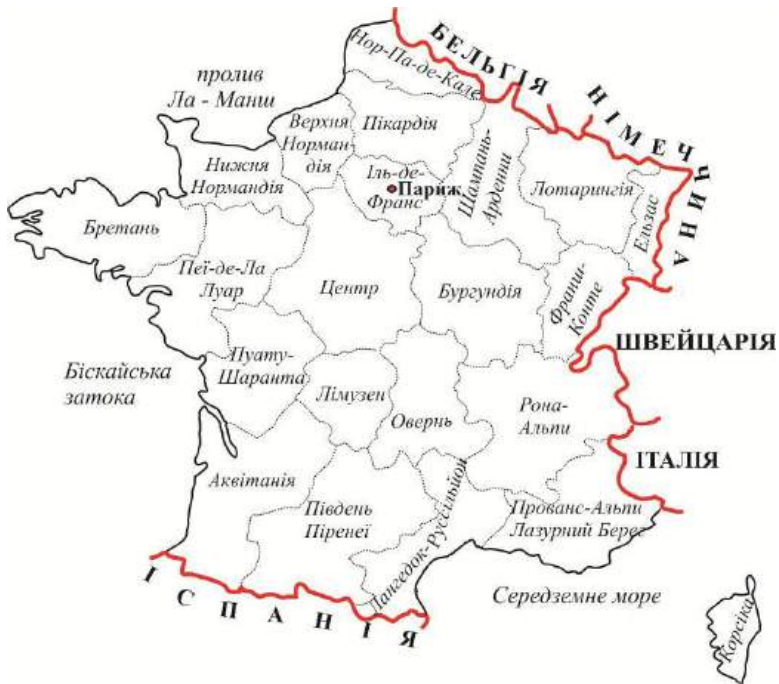 Нор-Па-де-Кале
БЕЛЬГІЯ
НІМЕЧЧИНА
пролив
Ла - Манш
Верхня
Норман-
дія
Пікардія
Нижня
Нормандія
Іль-де-
Франс
Париж
Шампань-
Арденни
Лотарингія
Ельзас
Бретань
Пеї-де-Ла
Луар
Центр
Бургундія
Франш-
Конте
ШВЕЙЦАРІЯ
Біскайська
затока
Пуату-
Шаранта
Лімузен
Овернь
Рона-
Альпи
ІТАЛІЯ
Аквітанія
Південь
Піренеї
Лангедок-Руссільйон
Прованс-Альпи
Лазурний Берег
ІСПАНІЯ
Середземне море
Корсіка